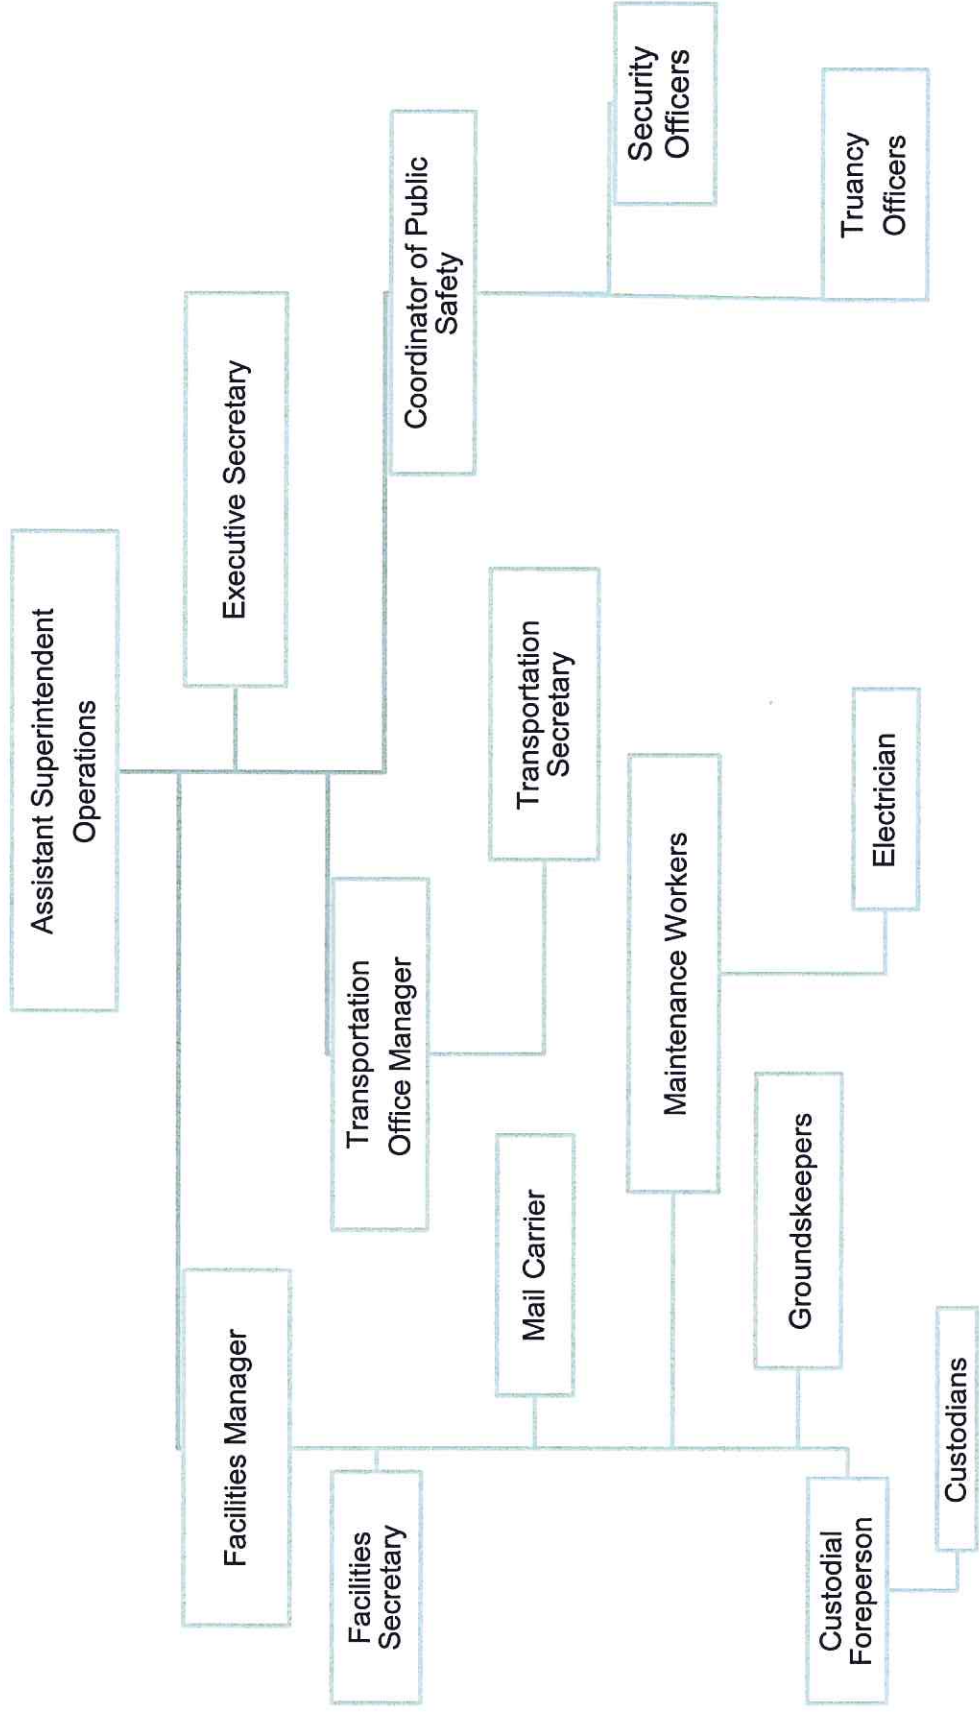 Assistant Superintendent
Operations
Executive Secretary
Facilities Manager
Transportation
Office Manager
Coordinator of Public
Safety
Facilities
Secretary
Mail Carrier
Transportation
Secretary
Security
Officers
Maintenance Workers
Groundskeepers
Custodial
Foreperson
Electrician
Truancy
Officers
Custodians